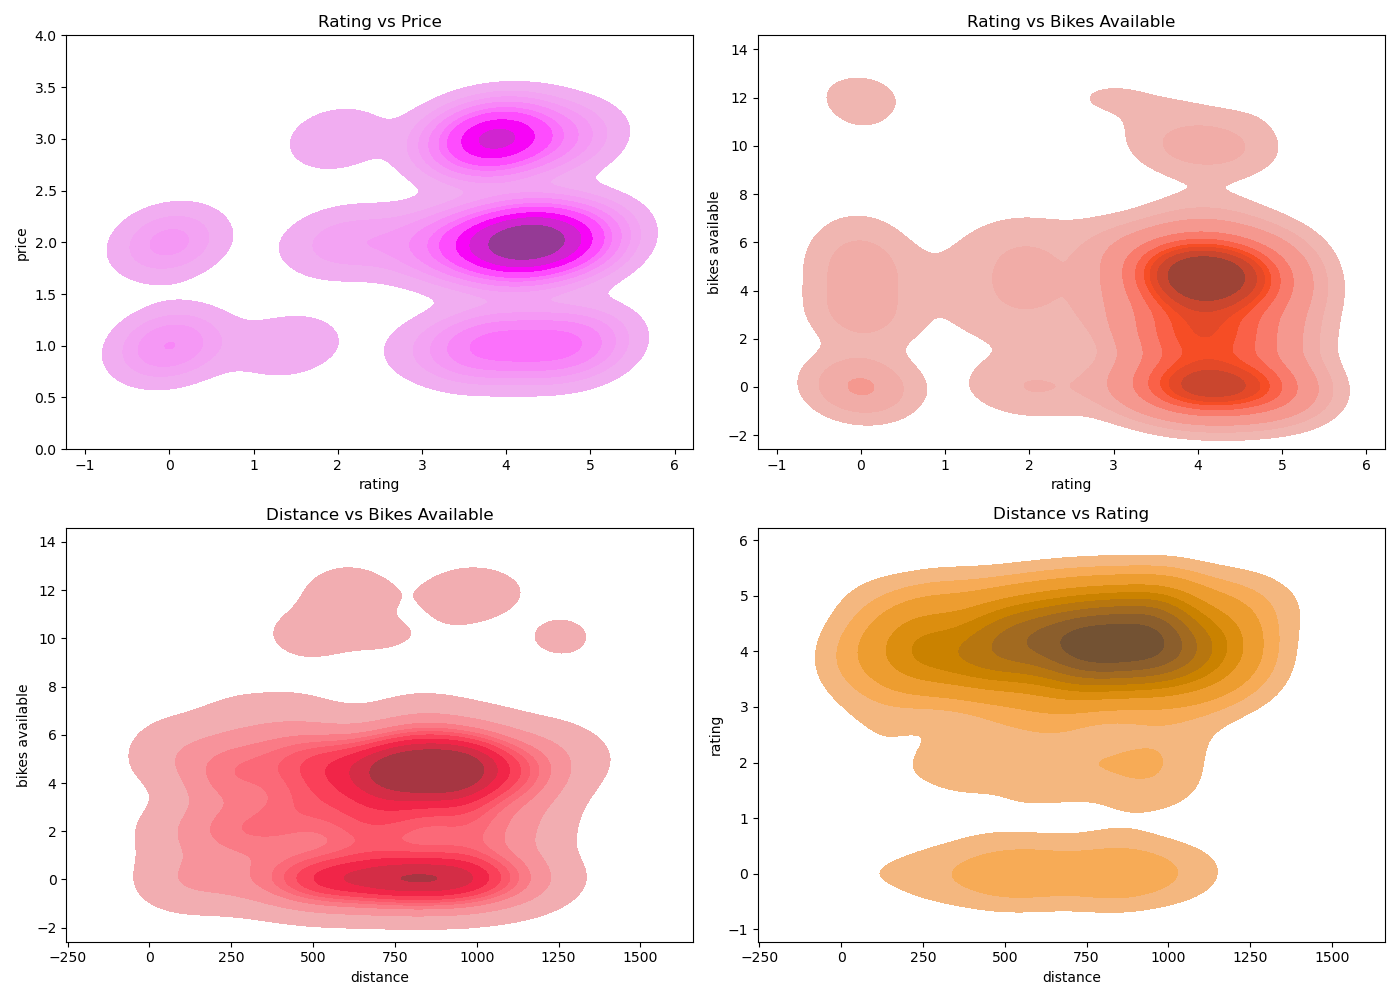 Rating vs Price
4.0
3.5
3.0
2.5
2.0
1.5
1.0
0.5
0.0
price
−1 0 1 2 3 4 5 6
rating
Rating vs Bikes Available
14
12
10
8
6
4
2
0
−2
bikes available
−1 0 1 2 3 4 5 6
rating
Distance vs Bikes Available
14
12
10
8
6
4
2
0
−2
bikes available
−250 0 250 500 750 1000 1250 1500
distance
Distance vs Rating
6
5
4
3
2
1
0
−1
rating
−250 0 250 500 750 1000 1250 1500
distance